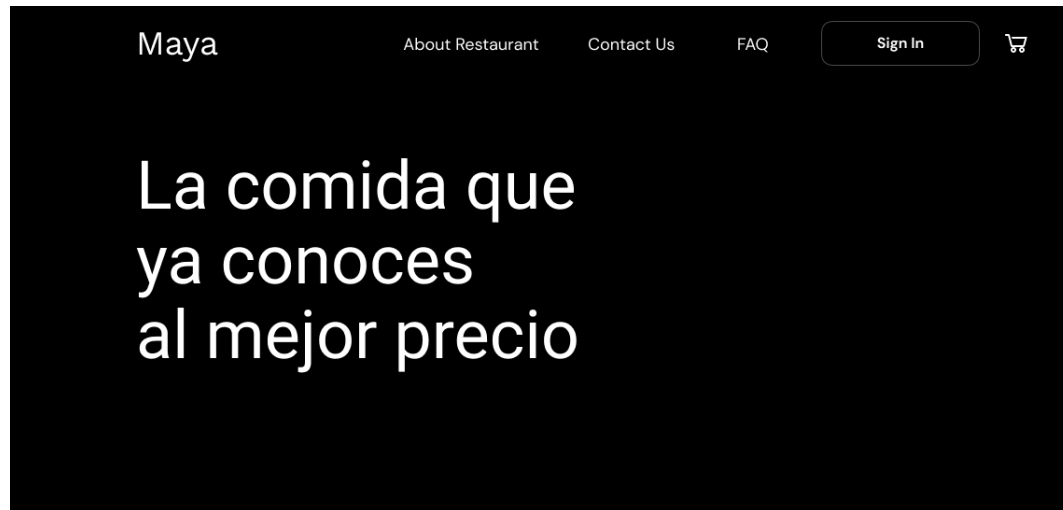 Maya
About Restaurant
Contact Us
FAQ
Sign In
La comida que
ya conoces
al mejor precio